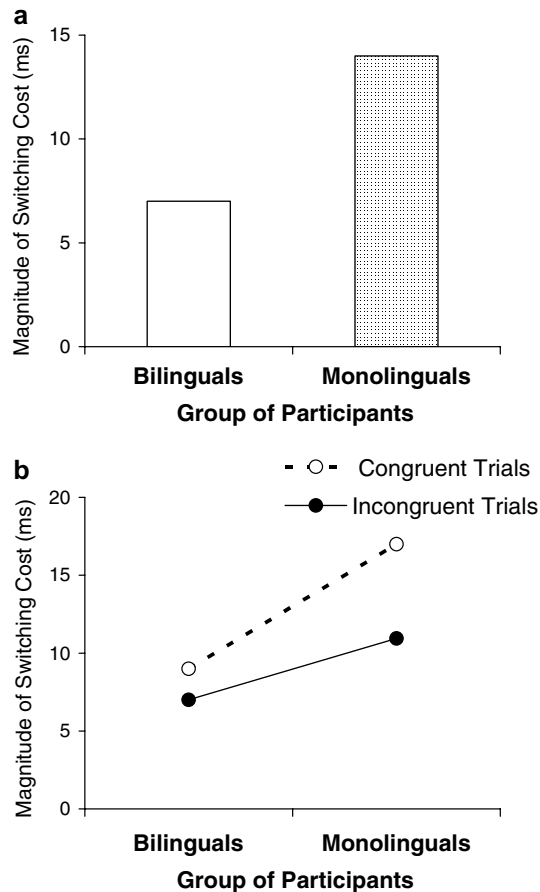 a
Magnitude of Switching Cost (ms)
15
10
5
0
Bilinguals Monolinguals
Group of Participants
b
Congruent Trials
Incongruent Trials
Magnitude of Switching Cost (ms)
20
15
10
5
0
Bilinguals Monolinguals
Group of Participants